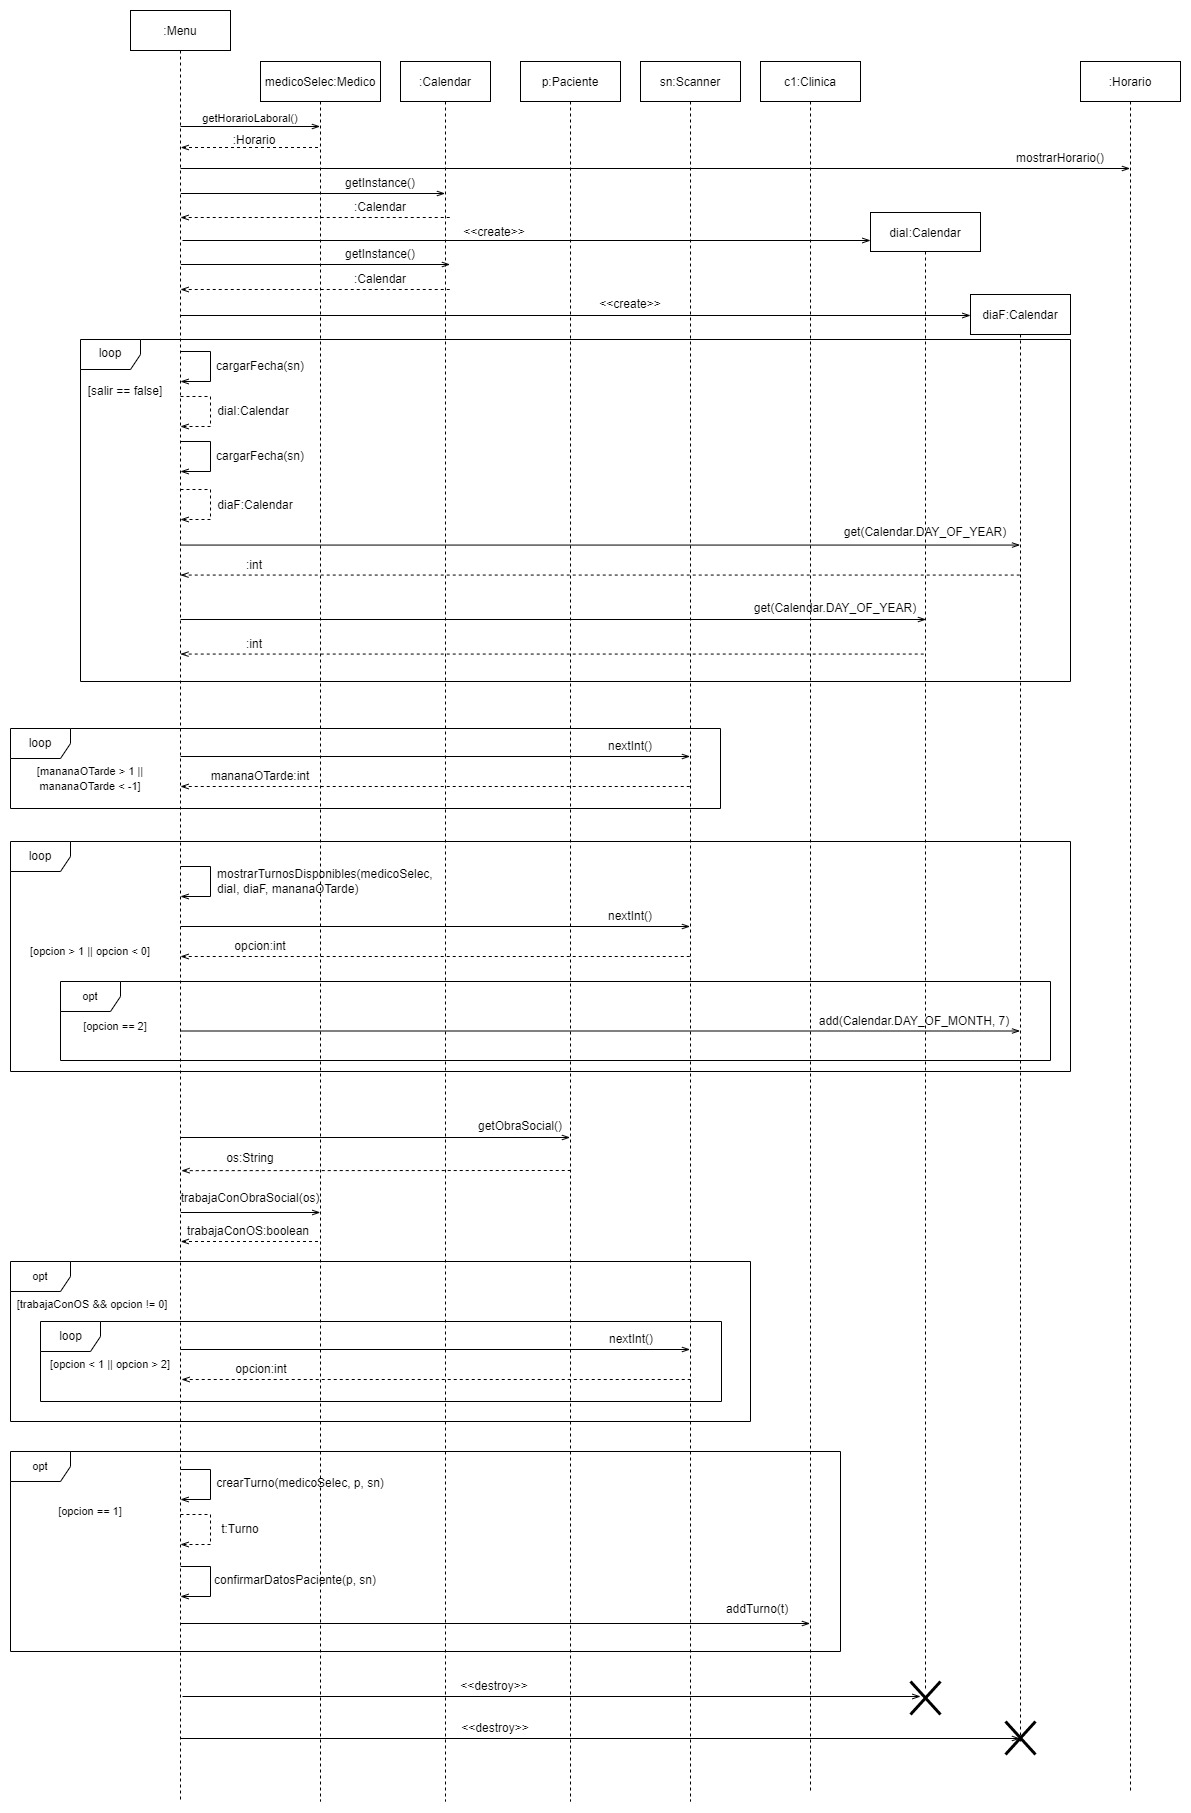 :Menu
medicoSelec:Medico
:Calendar
p:Paciente
sn:Scanner
c1:Clinica
:Horario
getHorarioLaboral()
:Horario
mostrarHorario()
getInstance()
:Calendar
<<create>>
diaI:Calendar
getInstance()
:Calendar
<<create>>
diaF:Calendar
loop
[salir == false]
cargarFecha(sn)
diaI:Calendar
cargarFecha(sn)
diaF:Calendar
get(Calendar.DAY_OF_YEAR)
:int
get(Calendar.DAY_OF_YEAR)
:int
loop
[mananaOTarde > 1 ||
mananaOTarde < -1]
nextInt()
mananaOTarde:int
loop
mostrarTurnosDisponibles(medicoSelec,
diaI, diaF, mananaOTarde)
nextInt()
[opcion > 1 || opcion < 0]
opcion:int
opt
[opcion == 2]
add(Calendar.DAY_OF_MONTH, 7)
getObraSocial()
os:String
trabajaConObraSocial(os)
trabajaConOS:boolean
opt
[trabajaConOS && opcion != 0]
loop
[opcion < 1 || opcion > 2]
nextInt()
opcion:int
opt
[opcion == 1]
crearTurno(medicoSelec, p, sn)
t:Turno
confirmarDatosPaciente(p, sn)
addTurno(t)
<<destroy>>
<<destroy>>